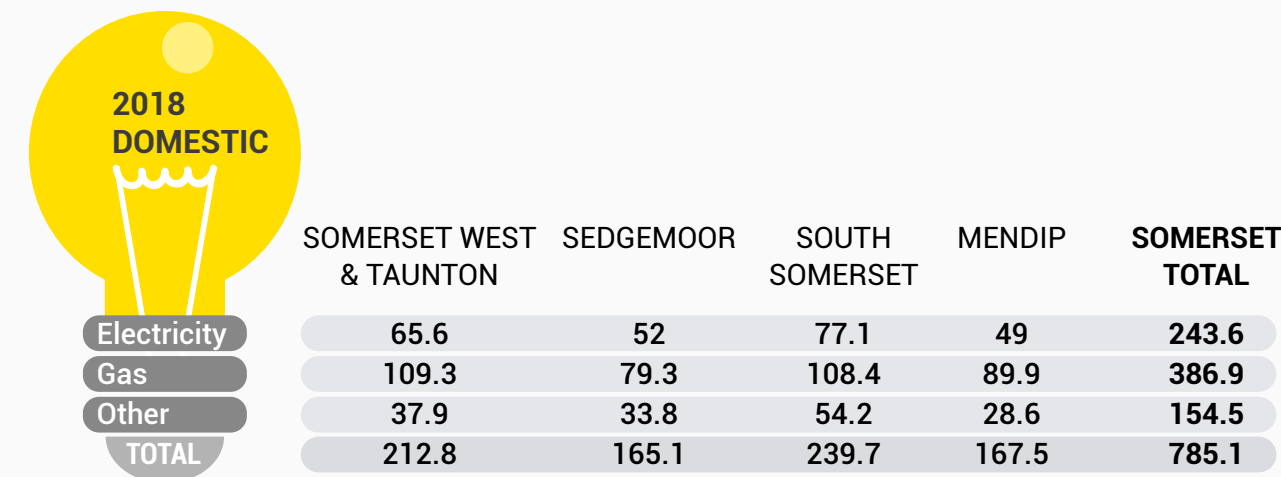 2018
DOMESTIC
SOMERSET WEST & TAUNTON SEDGEMOOR SOUTH SOMERSET MENDIP SOMERSET TOTAL
Electricity 65.6 52 77.1 49 243.6
Gas 109.3 79.3 108.4 89.9 386.9
Other 37.9 33.8 54.2 28.6 154.5
TOTAL 212.8 165.1 239.7 167.5 785.1